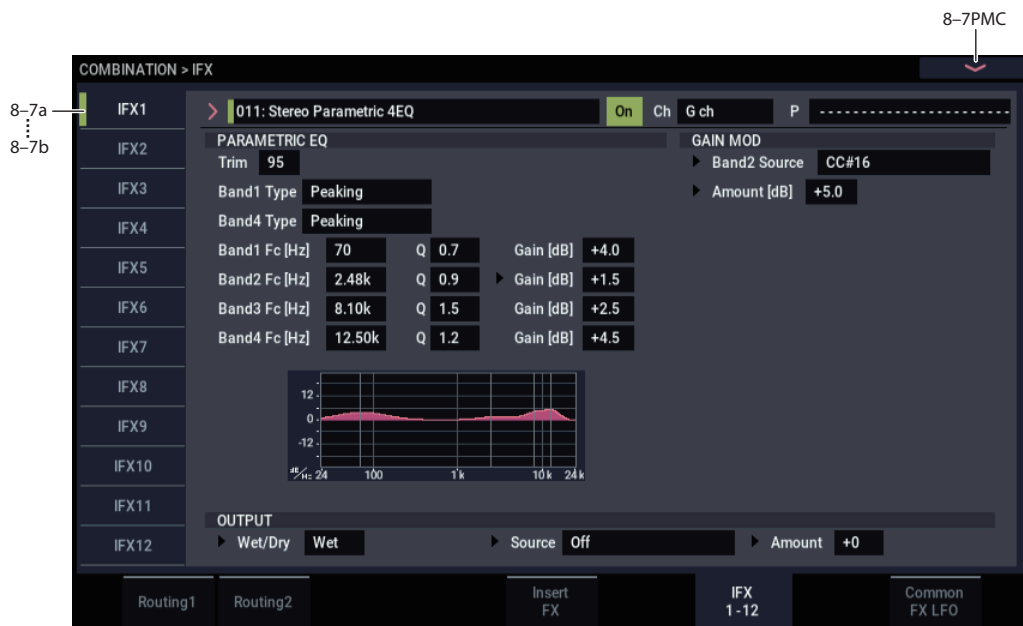 8–7PMC
COMBINATION > IFX
8–7a
8–7b
IFX1
IFX2
IFX3
IFX4
IFX5
IFX6
IFX7
IFX8
IFX9
IFX10
IFX11
IFX12
011: Stereo Parametric 4EQ On Ch G ch P -----------------------
PARAMETRIC EQ GAIN MOD
Trim 95 Band2 Source CC#16
Band1 Type Peaking Amount [dB] +5.0
Band4 Type Peaking
Band1 Fc [Hz] 70 Q 0.7 Gain [dB] +4.0
Band2 Fc [Hz] 2.48k Q 0.9 Gain [dB] +1.5
Band3 Fc [Hz] 8.10k Q 1.5 Gain [dB] +2.5
Band4 Fc [Hz] 12.50k Q 1.2 Gain [dB] +4.5
12
0
-12
dB/Hz 24 100 1k 10k 24k
OUTPUT
Wet/Dry Wet Source Off Amount +0
Routing1 Routing2 Insert FX IFX 1-12 Common FX LFO